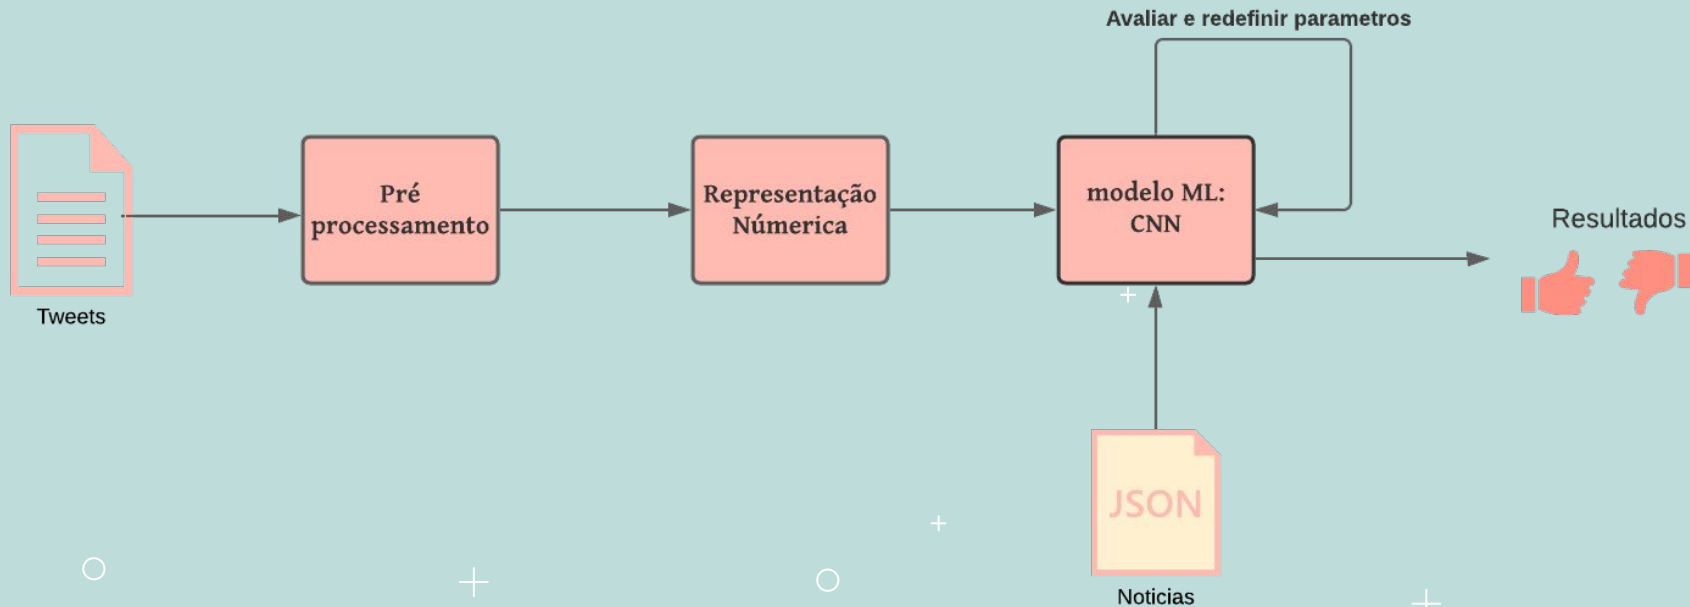 Avaliar e redefinir parametros
Tweets
Pré
processamento
Representação
Númerica
modelo ML:
CNN
Resultados
JSON
Noticias